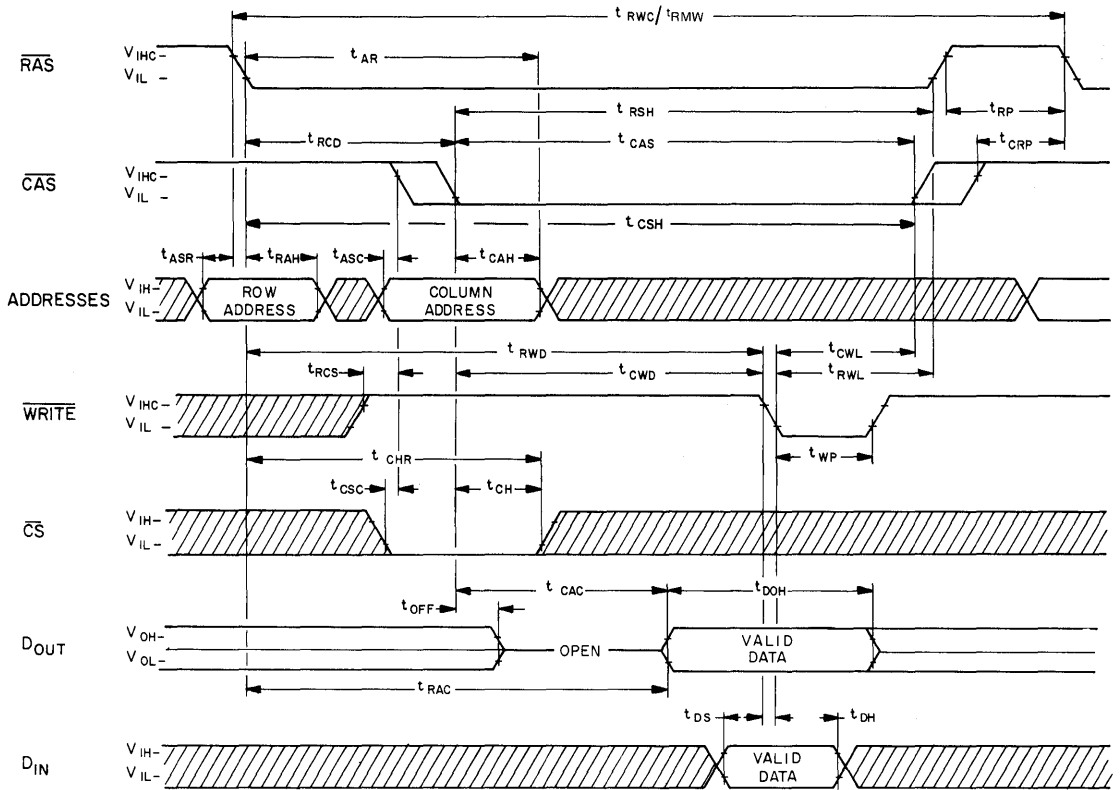 t RWC/ tRMW
RAS
V IHC
V IL
t AR
t RSH
t RP
t RCD
t CAS
t CRP
CAS
V IHC
V IL
t CSH
t ASR
t RAH
t ASC
t CAH
ADDRESSES
V IH
V IL
ROW ADDRESS
COLUMN ADDRESS
t RWD
t CWL
t RCS
t CWD
t RWL
WRITE
V IHC
V IL
t CHR
t WP
t CSC
t CH
CS
V IH
V IL
t CAC
t DOH
t OFF
D OUT
V OH
V OL
OPEN
VALID DATA
t RAC
t DS
t DH
D IN
V IH
V IL
VALID DATA